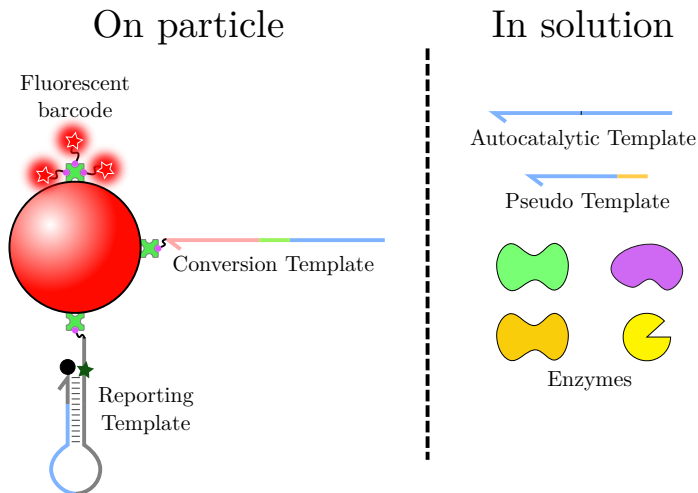 On particle
In solution
Fluorescent
barcode
Autocatalytic Template
Pseudo Template
Conversion Template
Enzymes
Reporting
Template